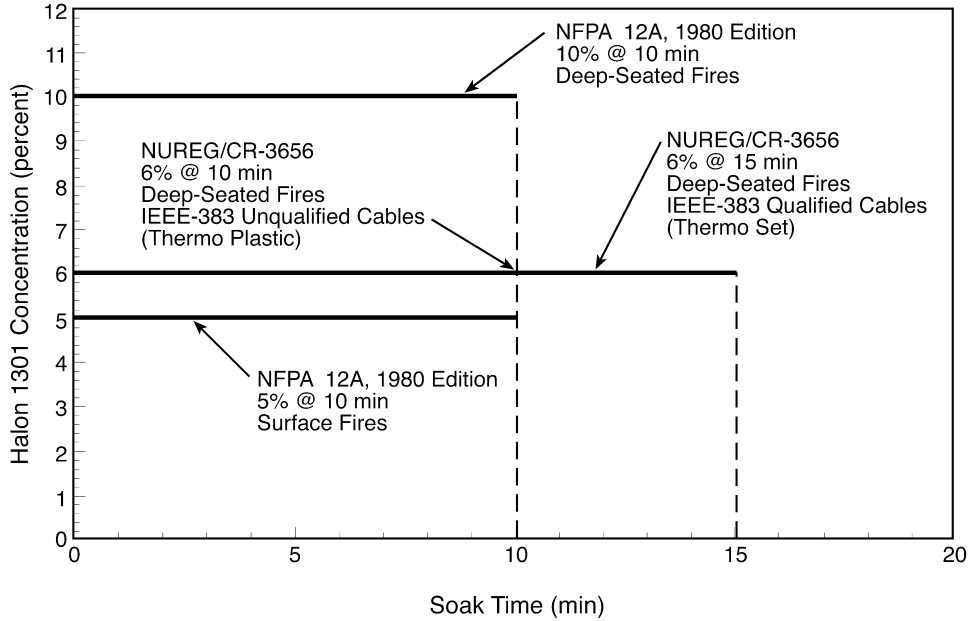 12
11
10
9
8
7
6
5
4
3
2
1
0
Halon 1301 Concentration (percent)
NFPA 12A, 1980 Edition
10% @ 10 min
Deep-Seated Fires
NUREG/CR-3656
6% @ 10 min
Deep-Seated Fires
IEEE-383 Unqualified Cables
(Thermo Plastic)
NUREG/CR-3656
6% @ 15 min
Deep-Seated Fires
IEEE-383 Qualified Cables
(Thermo Set)
NFPA 12A, 1980 Edition
5% @ 10 min
Surface Fires
0 5 10 15 20
Soak Time (min)